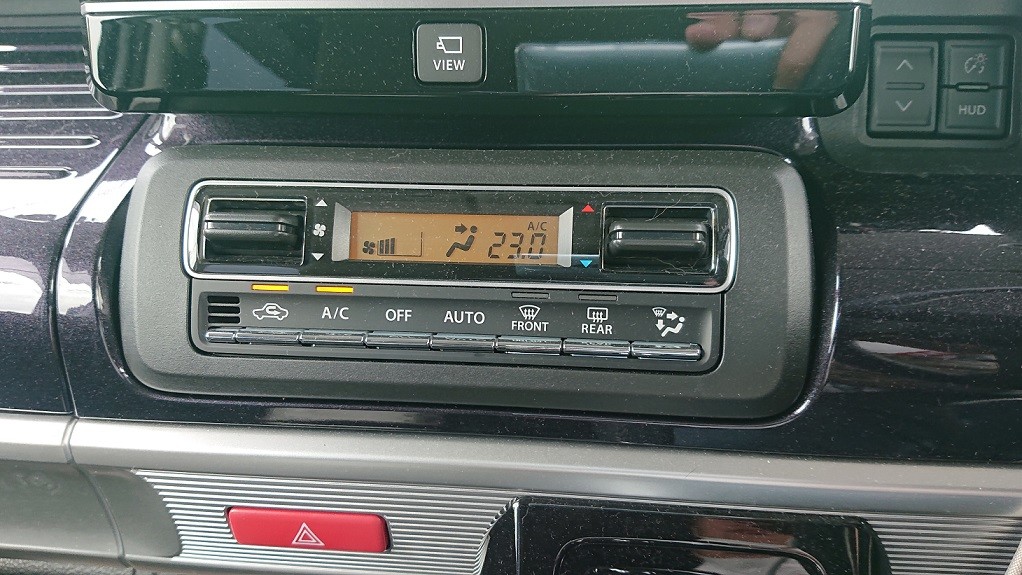 VIEW
HUD
A/C
23.0
A/C
OFF
AUTO
FRONT
REAR